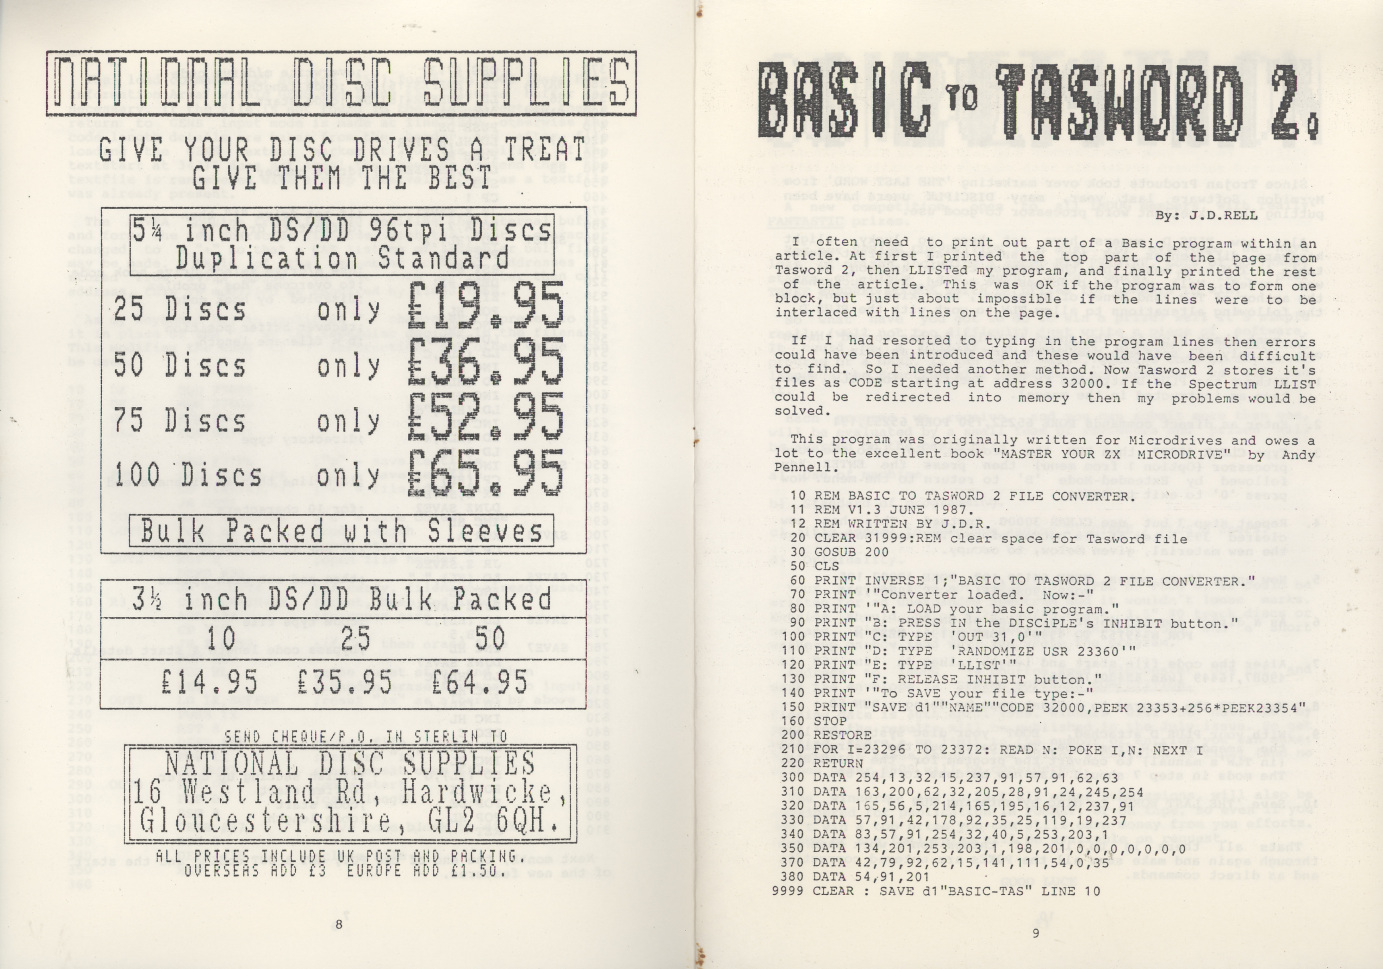 NATIONAL DISC SUPPLIES
GIVE YOUR DISC DRIVES A TREAT
GIVE THEM THE BEST
5¼ inch DS/DD 96tpi Discs
Duplication Standard
25 Discs only £19.95
50 Discs only £36.95
75 Discs only £52.95
100 Discs only £65.95
Bulk Packed with Sleeves
3½ inch DS/DD Bulk Packed
10 25 50
£14.95 £35.95 £64.95
SEND CHEQUE/P.O. IN STERLIN TO
NATIONAL DISC SUPPLIES
16 Westland Rd, Hardwicke,
Gloucestershire, GL2 6QH.
ALL PRICES INCLUDE UK POST AND PACKING.
OVERSEAS ADD £3 EUROPE ADD £1.50.
8
BASIC TO TASWORD 2.
By: J.D.RELL
I often need to print out part of a Basic program within an
article. At first I printed the top part of the page from
Tasword 2, then LLISTed my program, and finally printed the rest
of the article. This was OK if the program was to form one
block, but just about impossible if the lines were to be
interlaced with lines on the page.
If I had resorted to typing in the program lines then errors
could have been introduced and these would have been difficult
to find. So I needed another method. Now Tasword 2 stores it's
files as CODE starting at address 32000. If the Spectrum LLIST
could be redirected into memory then my problems would be
solved.
This program was originally written for Microdrives and owes a
lot to the excellent book "MASTER YOUR ZX MICRODRIVE" by Andy
Pennell.
10 REM BASIC TO TASWORD 2 FILE CONVERTER.
11 REM V1.3 JUNE 1987.
12 REM WRITTEN BY J.D.R.
20 CLEAR 31999:REM clear space for Tasword file
30 GOSUB 200
50 CLS
60 PRINT INVERSE 1;"BASIC TO TASWORD 2 FILE CONVERTER."
70 PRINT '"Converter loaded. Now:-"
80 PRINT '"A: LOAD your basic program."
90 PRINT "B: PRESS IN the DISCiPLE's INHIBIT button."
100 PRINT "C: TYPE 'OUT 31,0'"
110 PRINT "D: TYPE 'RANDOMIZE USR 23360'"
120 PRINT "E: TYPE 'LLIST'"
130 PRINT "F: RELEASE INHIBIT button."
140 PRINT '"To SAVE your file type:-"
150 PRINT "SAVE d1""NAME""CODE 32000,PEEK 23353+256*PEEK23354"
160 STOP
200 RESTORE
210 FOR I=23296 TO 23372: READ N: POKE I,N: NEXT I
220 RETURN
300 DATA 254,13,32,15,237,91,57,91,62,63
310 DATA 163,200,62,32,205,28,91,24,245,254
320 DATA 165,56,5,214,165,195,16,12,237,91
330 DATA 57,91,42,178,92,35,25,119,19,237
340 DATA 83,57,91,254,32,40,5,253,203,1
350 DATA 134,201,253,203,1,198,201,0,0,0,0,0,0,0
370 DATA 42,79,92,62,15,141,111,54,0,35
380 DATA 54,91,201
9999 CLEAR : SAVE d1"BASIC-TAS" LINE 10
9